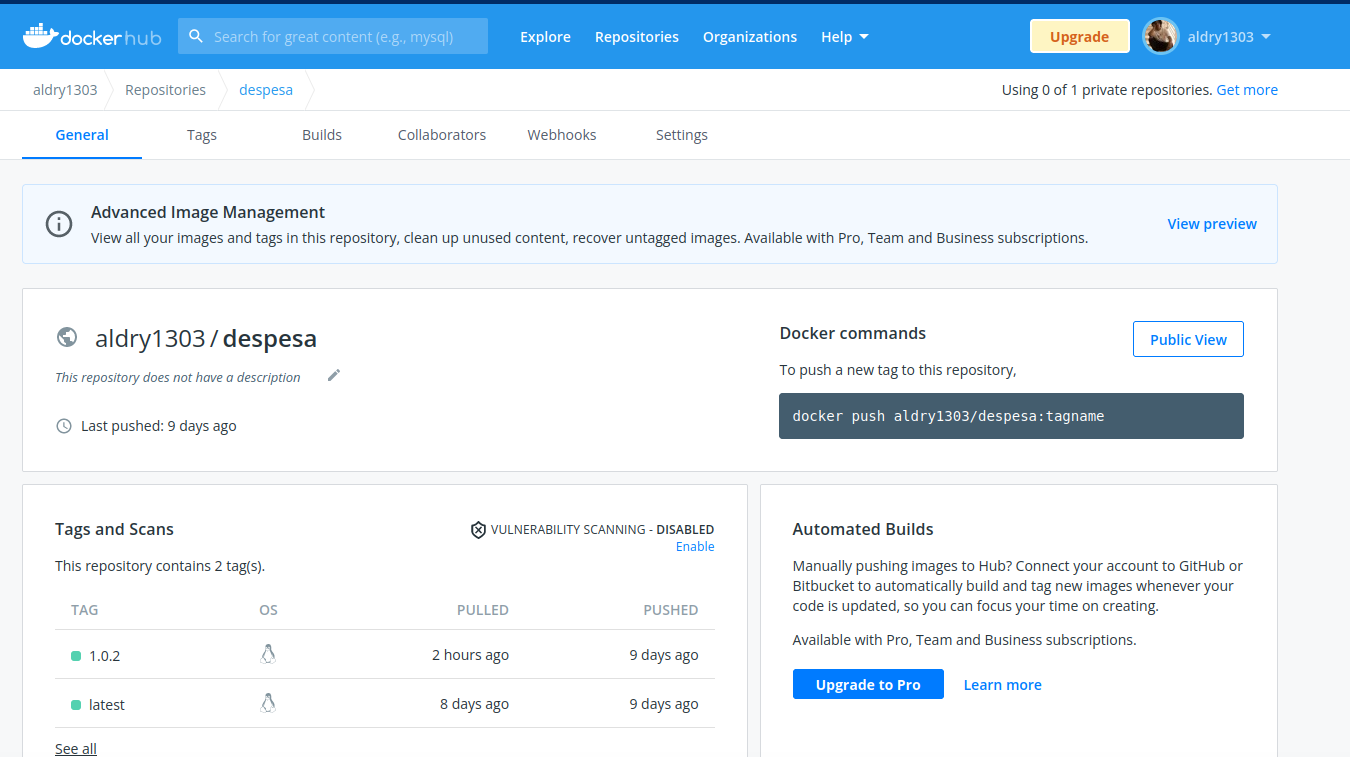 docker hub
Search for great content (e.g., mysql)
Explore Repositories Organizations Help
Upgrade
aldry1303
aldry1303 Repositories despesa
Using 0 of 1 private repositories. Get more
General Tags Builds Collaborators Webhooks Settings
Advanced Image Management
View all your images and tags in this repository, clean up unused content, recover untagged images. Available with Pro, Team and Business subscriptions.
View preview
aldry1303 / despesa
This repository does not have a description
Last pushed: 9 days ago
Docker commands
Public View
To push a new tag to this repository,
docker push aldry1303/despesa:tagname
Tags and Scans
VULNERABILITY SCANNING - DISABLED
Enable
This repository contains 2 tag(s).
TAG OS PULLED PUSHED
1.0.2 2 hours ago 9 days ago
latest 8 days ago 9 days ago
See all
Automated Builds
Manually pushing images to Hub? Connect your account to GitHub or
Bitbucket to automatically build and tag new images whenever your
code is updated, so you can focus your time on creating.
Available with Pro, Team and Business subscriptions.
Upgrade to Pro Learn more